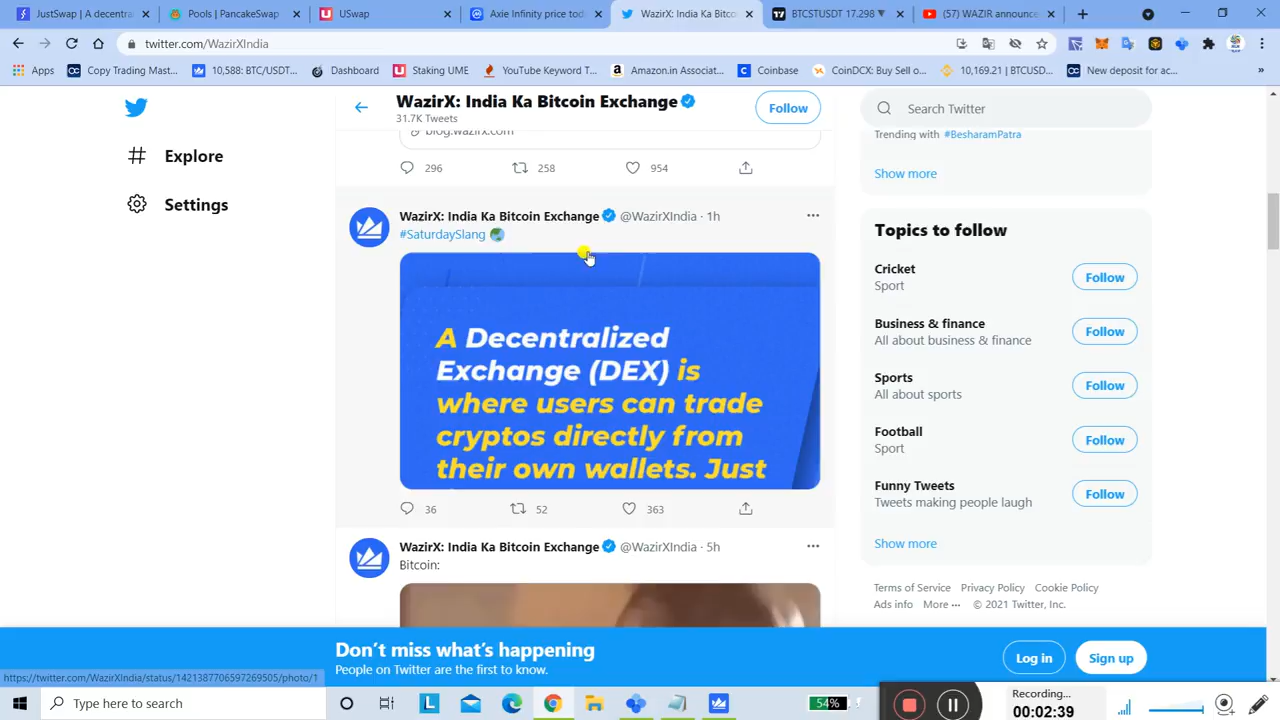 JustSwap | A decentra
Pools | PancakeSwap
USwap
Axie Infinity price toda
WazirX: India Ka Bitcoi
BTCSTUSDT 17.298
(57) WAZIR announce
twitter.com/WazirXIndia
Apps
Copy Trading Mast...
10,588: BTC/USDT...
Dashboard
Staking UME
YouTube Keyword T...
Amazon.in Associat...
Coinbase
CoinDCX: Buy Sell o...
10,169.21 | BTCUSD...
New deposit for ac...
»
WazirX: India Ka Bitcoin Exchange
31.7K Tweets
Follow
Search Twitter
Explore
Settings
blog.wazirx.com
296
258
954
Trending with #BesharamPatra
Show more
WazirX: India Ka Bitcoin Exchange @WazirXIndia · 1h
#SaturdaySlang
A Decentralized
Exchange (DEX) is
where users can trade
cryptos directly from
their own wallets. Just
36
52
363
Topics to follow
Cricket
Sport
Follow
Business & finance
All about business & finance
Follow
Sports
All about sports
Follow
Football
Sport
Follow
Funny Tweets
Tweets making people laugh
Follow
Show more
WazirX: India Ka Bitcoin Exchange @WazirXIndia · 5h
Bitcoin:
Terms of Service Privacy Policy Cookie Policy
Ads info More ··· © 2021 Twitter, Inc.
Don't miss what's happening
People on Twitter are the first to know.
Log in
Sign up
https://twitter.com/WazirXIndia/status/1421387706597269505/photo/1
Type here to search
L
54%
Recording...
00:02:39